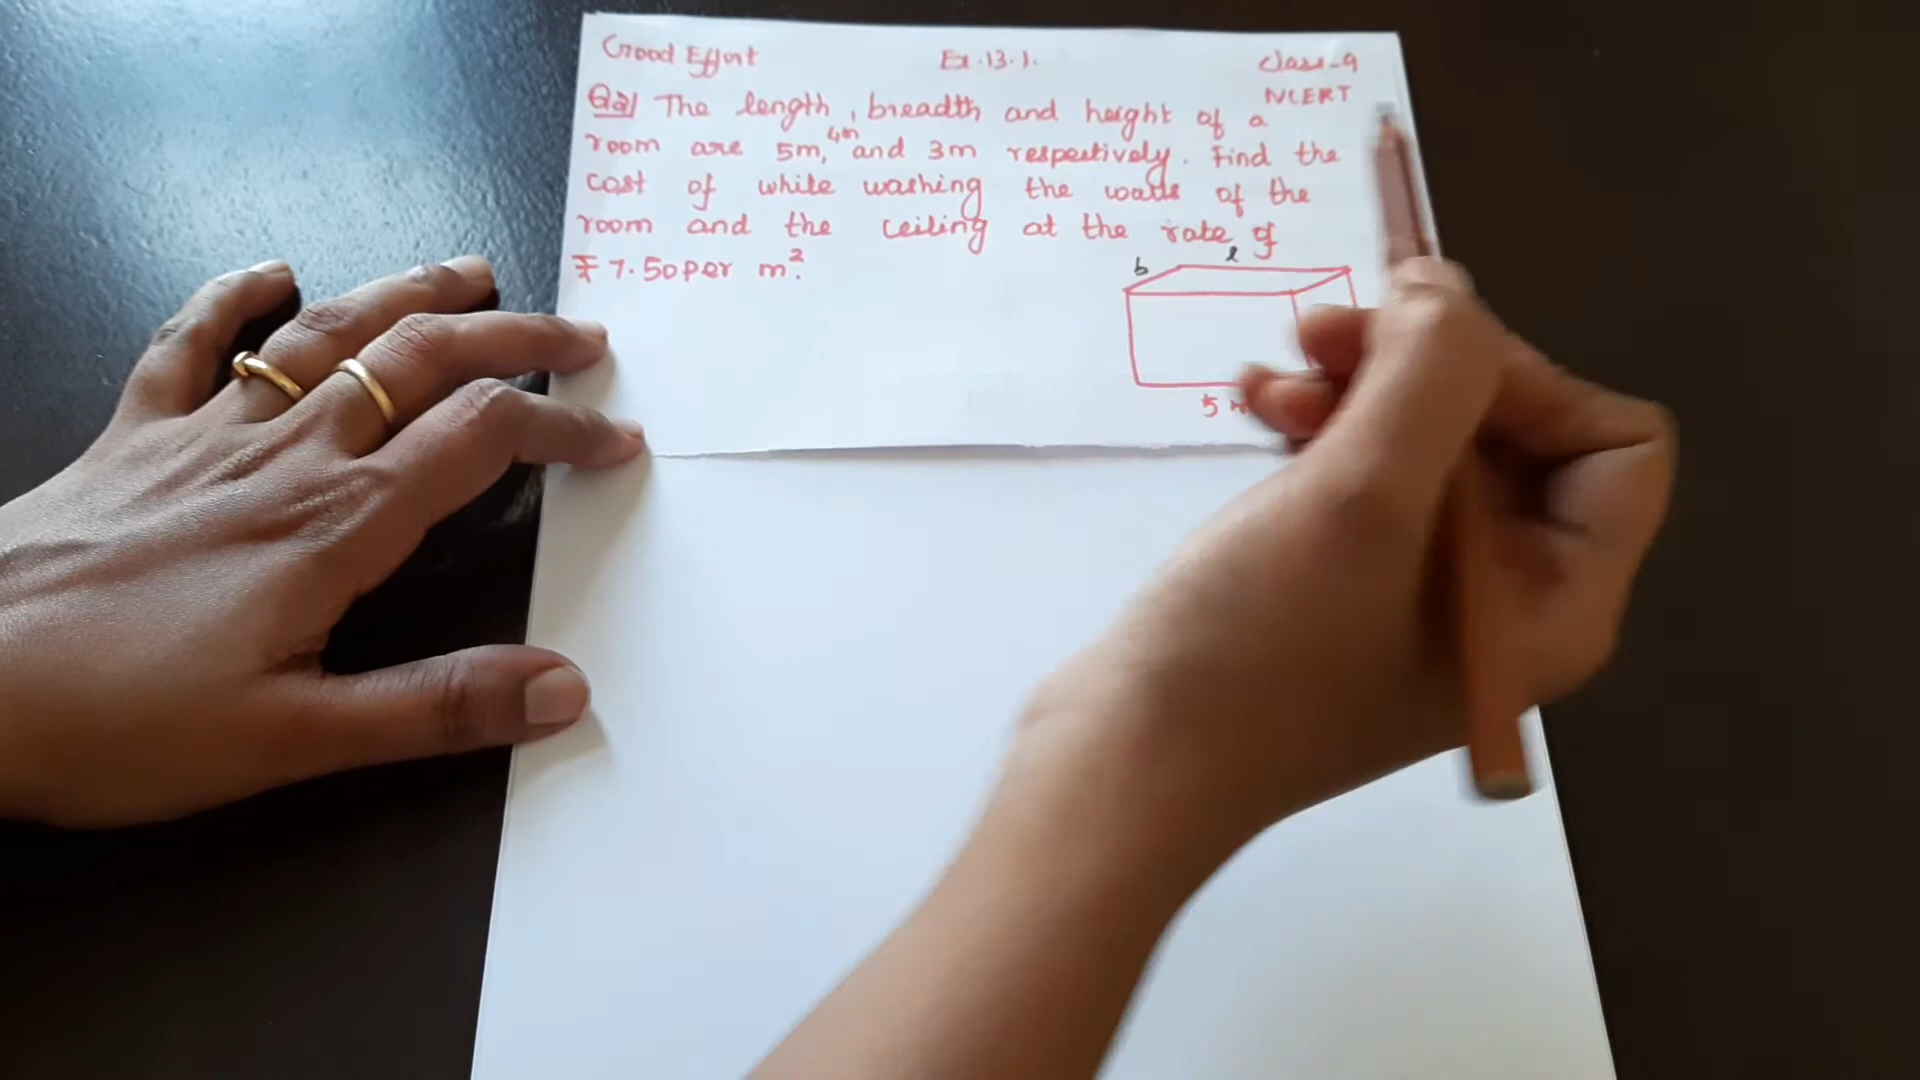 Good Effort Ex.13.1. Class-9
NCERT
Q3) The length, breadth and height of a
room are 5m, 4m and 3m respectively. Find the
cost of white washing the walls of the
room and the ceiling at the rate of
₹ 7.50 per m².
b l
5